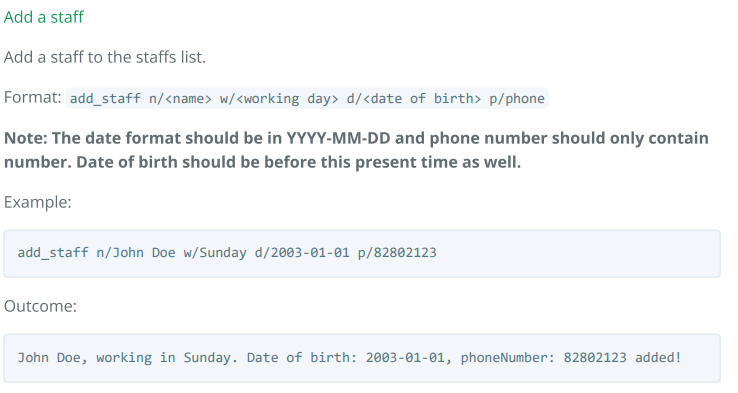 Add a staff
Add a staff to the staffs list.
Format: add_staff n/<name> w/<working day> d/<date of birth> p/phone
Note: The date format should be in YYYY-MM-DD and phone number should only contain
number. Date of birth should be before this present time as well.
Example:
add_staff n/John Doe w/Sunday d/2003-01-01 p/82802123
Outcome:
John Doe, working in Sunday. Date of birth: 2003-01-01, phoneNumber: 82802123 added!